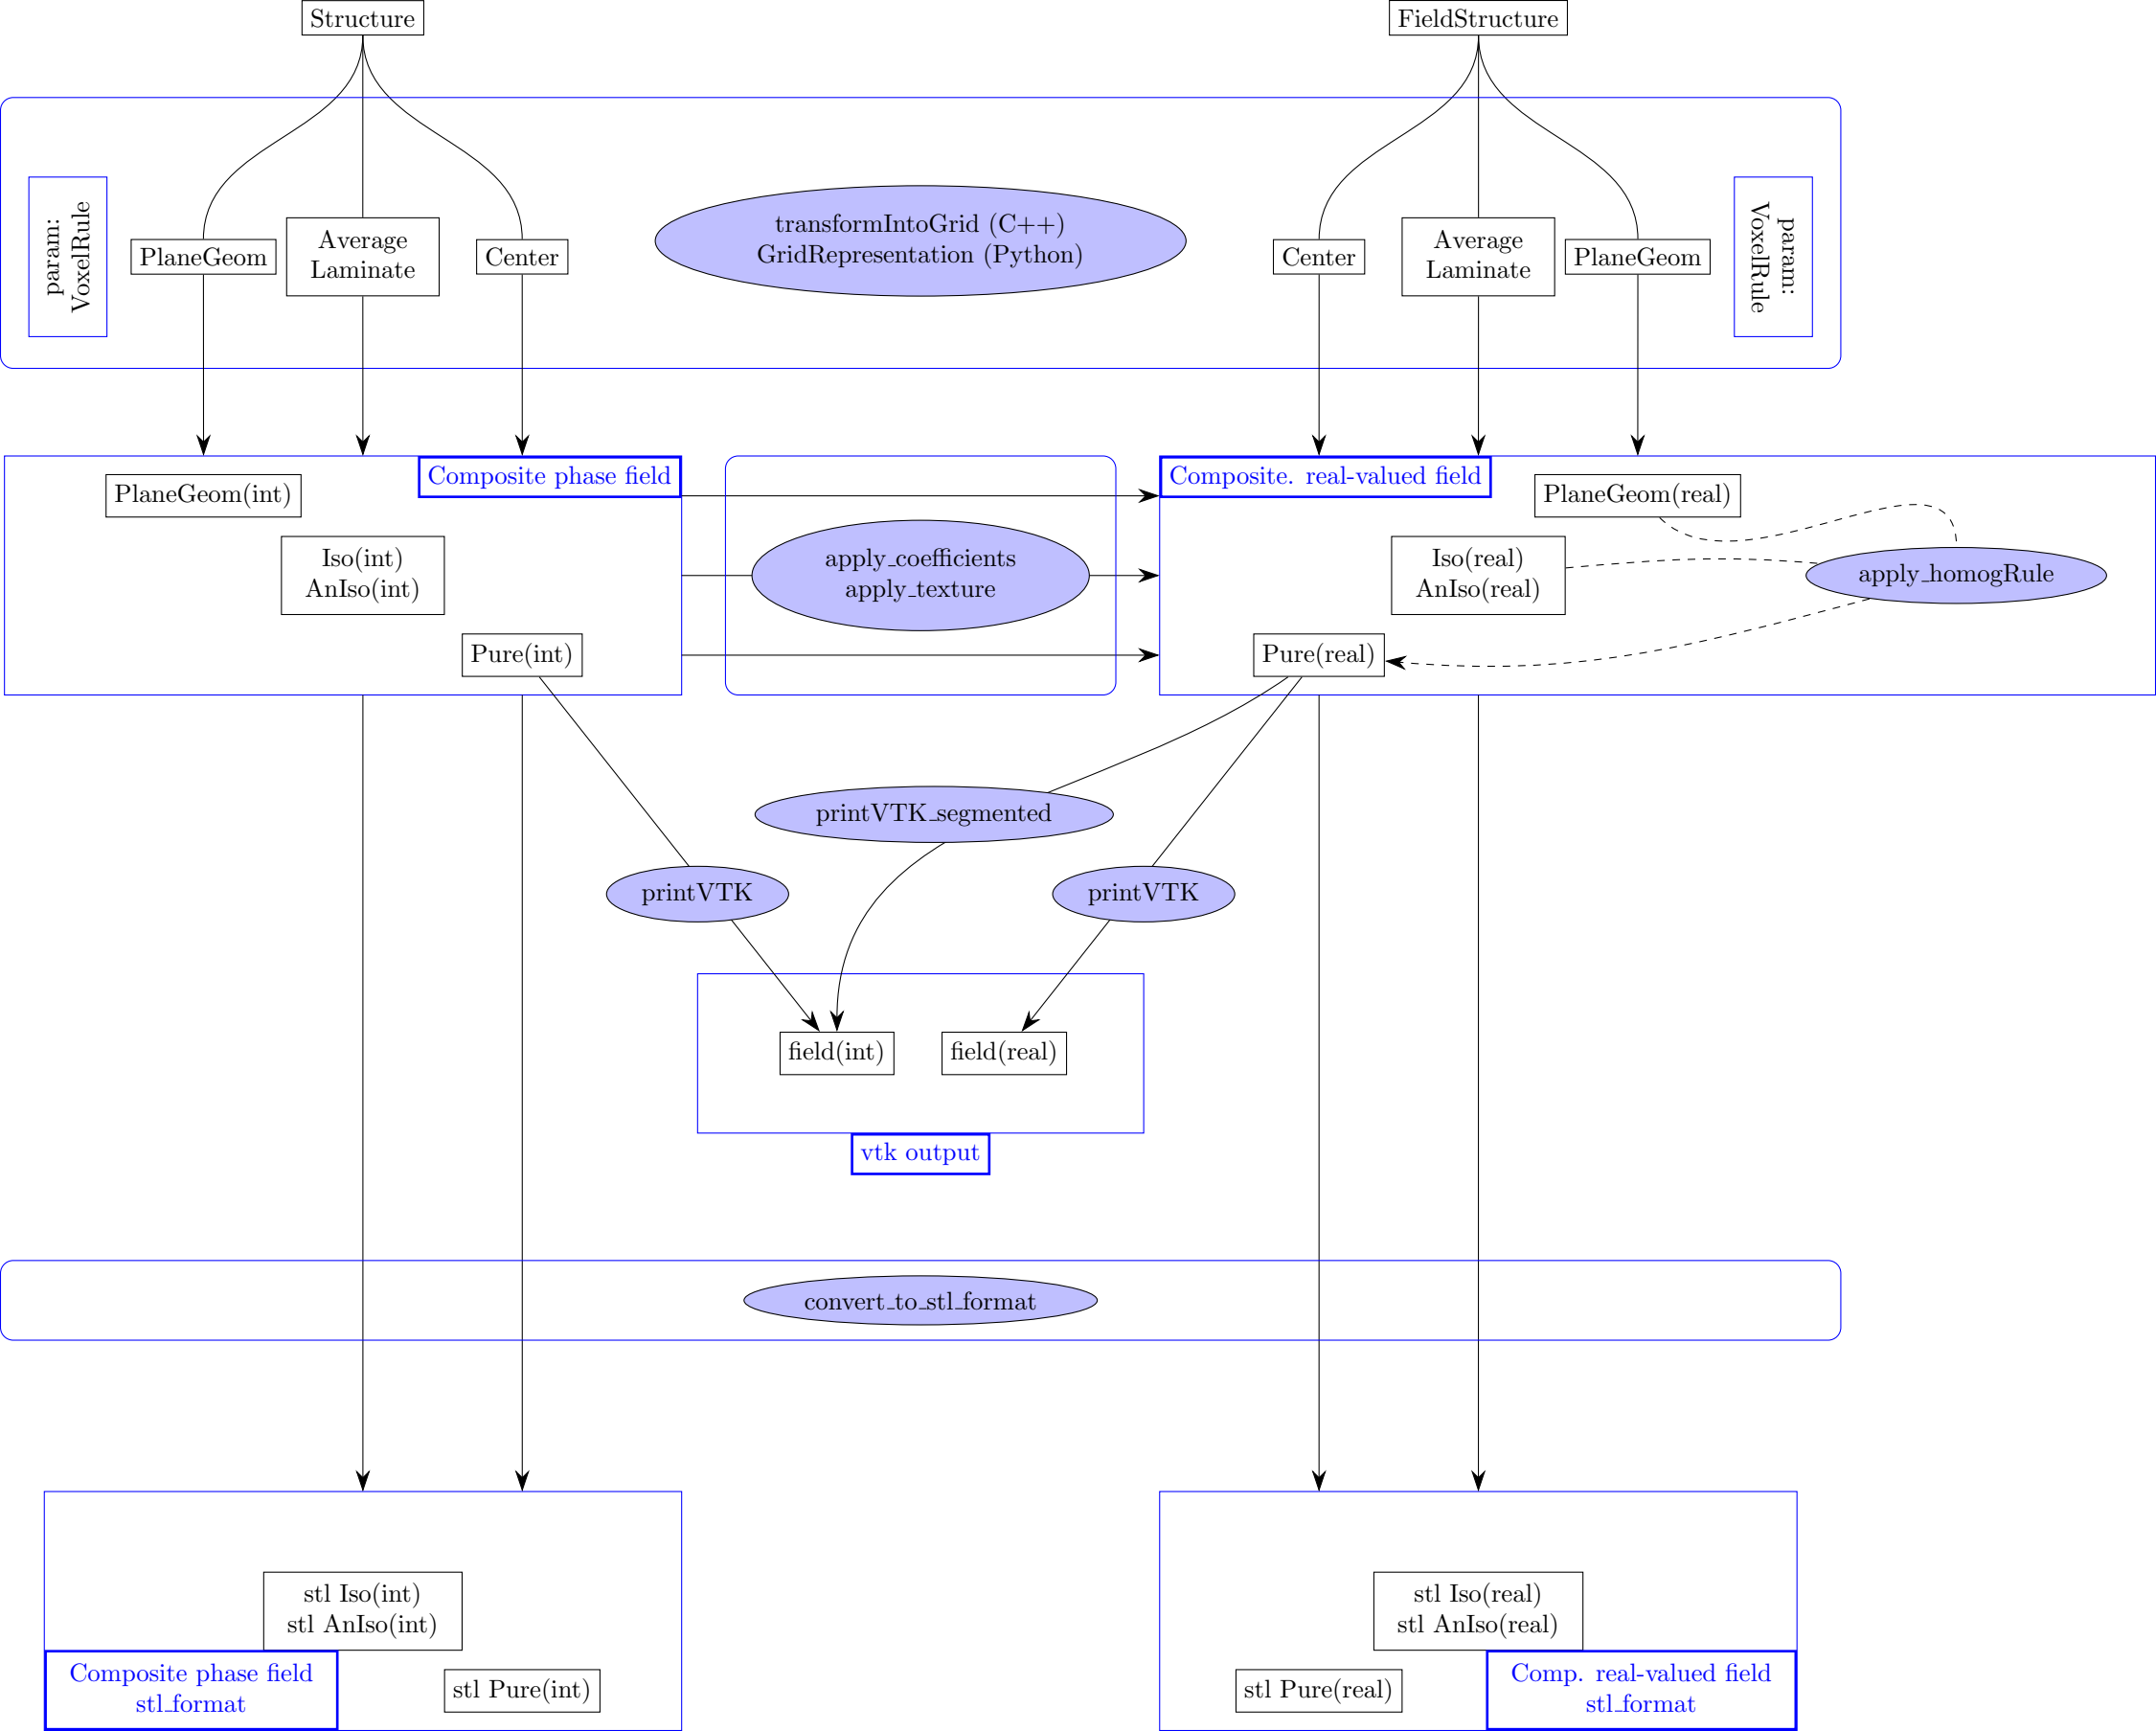 Structure
FieldStructure
param:
VoxelRule
PlaneGeom
Average
Laminate
Center
transformIntoGrid (C++)
GridRepresentation (Python)
Center
Average
Laminate
PlaneGeom
param:
VoxelRule
Composite phase field
PlaneGeom(int)
Iso(int)
AnIso(int)
Pure(int)
apply_coefficients
apply_texture
Composite. real-valued field
PlaneGeom(real)
Iso(real)
AnIso(real)
apply_homogRule
Pure(real)
printVTK_segmented
printVTK
printVTK
field(int)
field(real)
vtk output
convert_to_stl_format
stl Iso(int)
stl AnIso(int)
Composite phase field
stl_format
stl Pure(int)
stl Iso(real)
stl AnIso(real)
stl Pure(real)
Comp. real-valued field
stl_format